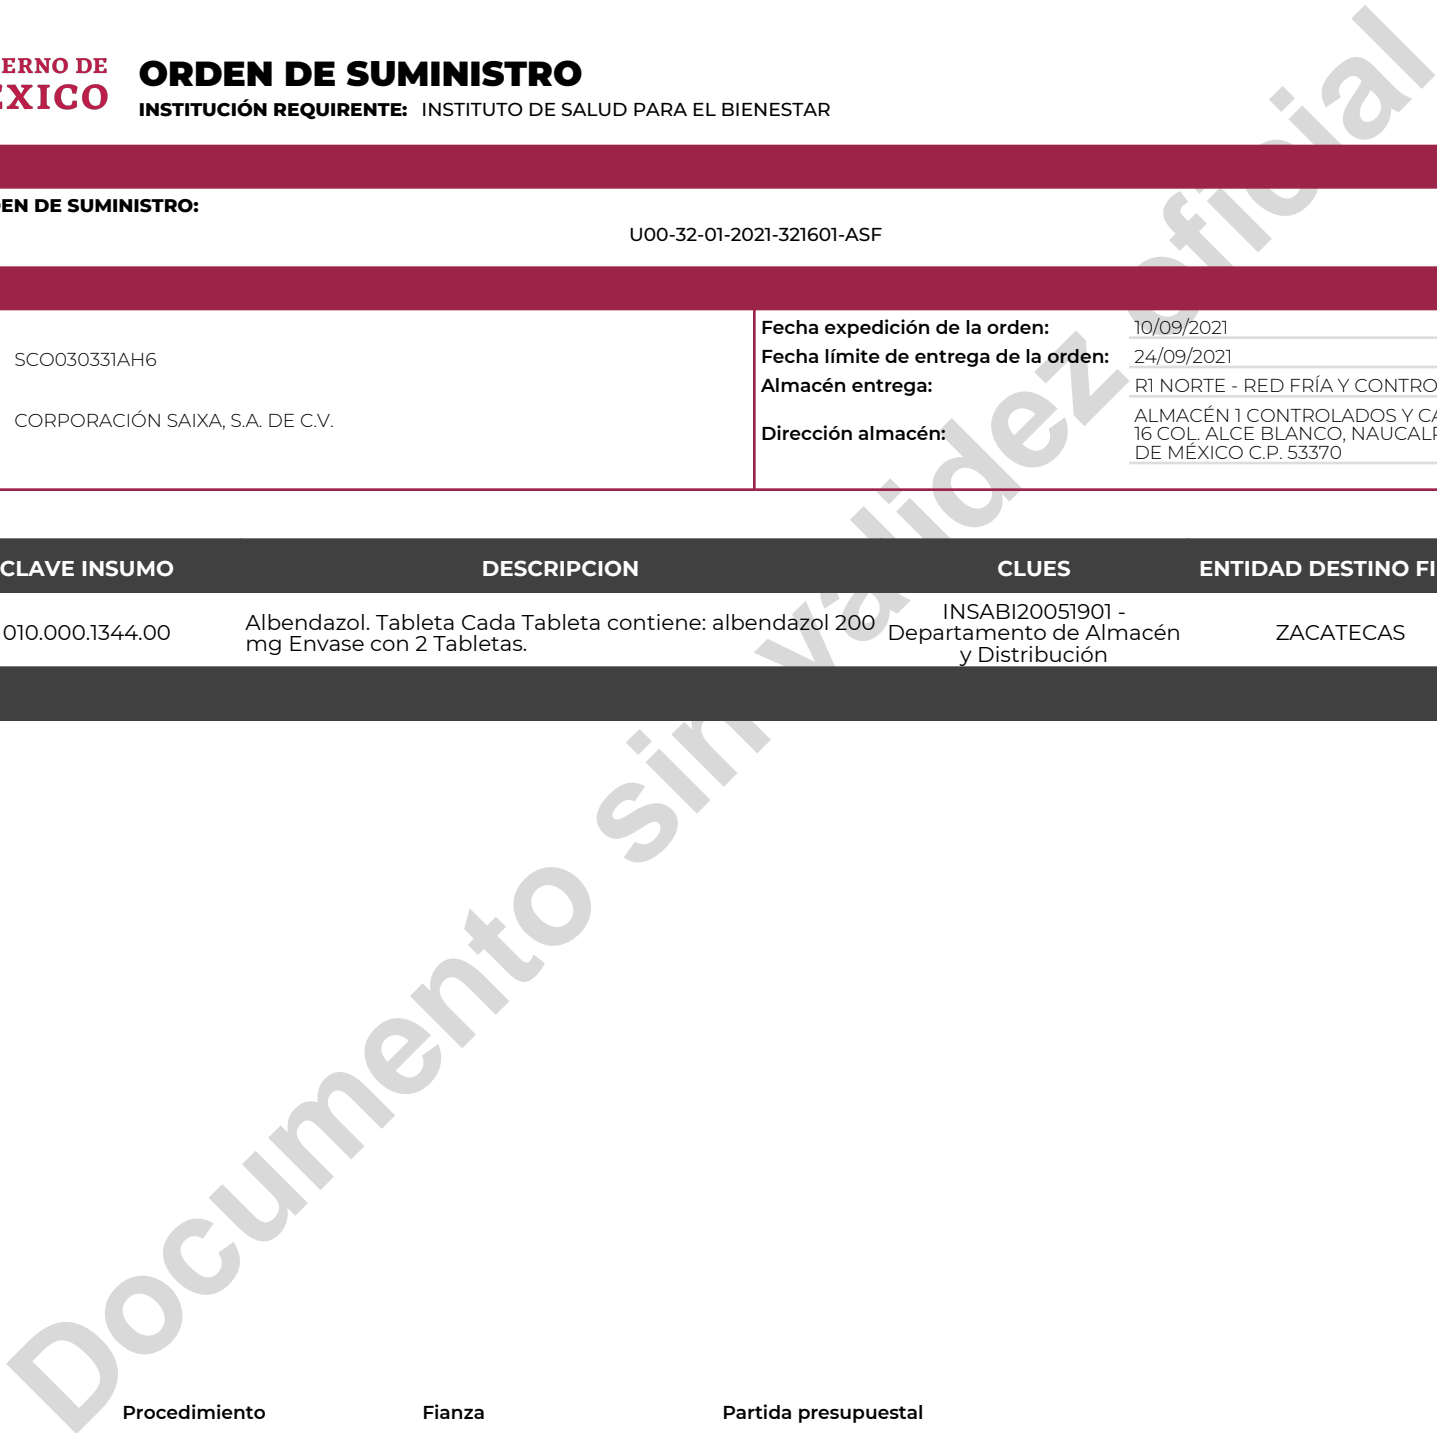 ERNO DE
ÉXICO
ORDEN DE SUMINISTRO
INSTITUCIÓN REQUIRENTE: INSTITUTO DE SALUD PARA EL BIENESTAR
EN DE SUMINISTRO:
U00-32-01-2021-321601-ASF
SCO030331AH6
CORPORACIÓN SAIXA, S.A. DE C.V.
Fecha expedición de la orden: 10/09/2021
Fecha límite de entrega de la orden: 24/09/2021
Almacén entrega: R1 NORTE - RED FRÍA Y CONTRO
Dirección almacén:
ALMACÉN 1 CONTROLADOS Y CA
16 COL. ALCE BLANCO, NAUCALP
DE MÉXICO C.P. 53370
CLAVE INSUMO DESCRIPCION CLUES ENTIDAD DESTINO FI
010.000.1344.00
Albendazol. Tableta Cada Tableta contiene: albendazol 200
mg Envase con 2 Tabletas.
INSABI20051901 -
Departamento de Almacén
y Distribución
ZACATECAS
Documento sin validez oficial
Procedimiento Fianza Partida presupuestal